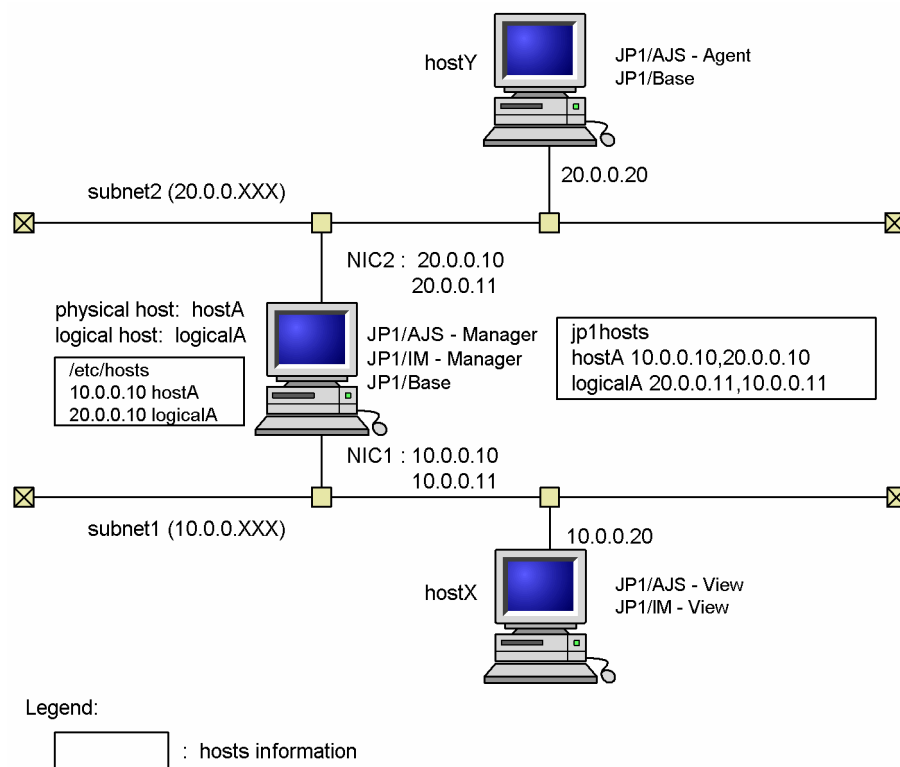 hostY
JP1/AJS - Agent
JP1/Base
20.0.0.20
subnet2 (20.0.0.XXX)
NIC2 : 20.0.0.10
20.0.0.11
physical host: hostA
logical host: logicalA
/etc/hosts
10.0.0.10 hostA
20.0.0.10 logicalA
JP1/AJS - Manager
JP1/IM - Manager
JP1/Base
jp1hosts
hostA 10.0.0.10,20.0.0.10
logicalA 20.0.0.11,10.0.0.11
NIC1 : 10.0.0.10
10.0.0.11
subnet1 (10.0.0.XXX)
10.0.0.20
hostX
JP1/AJS - View
JP1/IM - View
Legend:
: hosts information